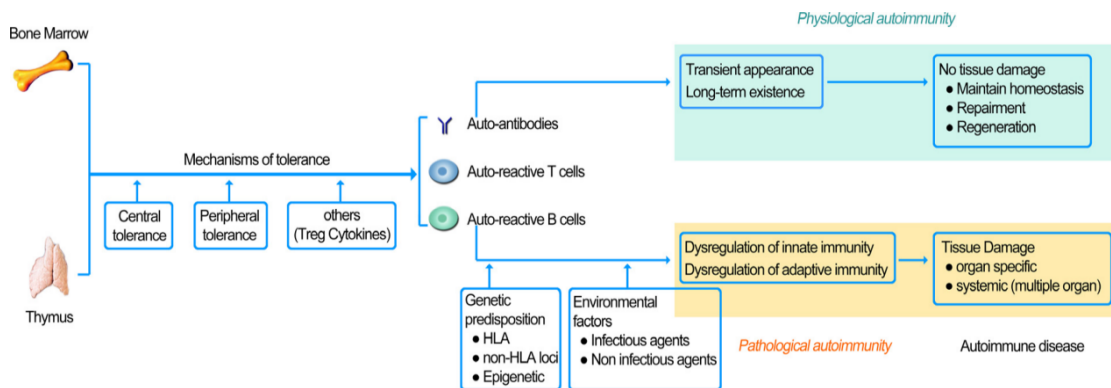 Physiological autoimmunity
Bone Marrow
Transient appearance
Long-term existence
No tissue damage
● Maintain homeostasis
● Repairment
● Regeneration
Auto-antibodies
Mechanisms of tolerance
Auto-reactive T cells
Central
tolerance
Peripheral
tolerance
others
(Treg Cytokines)
Auto-reactive B cells
Thymus
Dysregulation of innate immunity
Dysregulation of adaptive immunity
Tissue Damage
● organ specific
● systemic (multiple organ)
Genetic
predisposition
● HLA
● non-HLA loci
● Epigenetic
Environmental
factors
● Infectious agents
● Non infectious agents
Pathological autoimmunity
Autoimmune disease